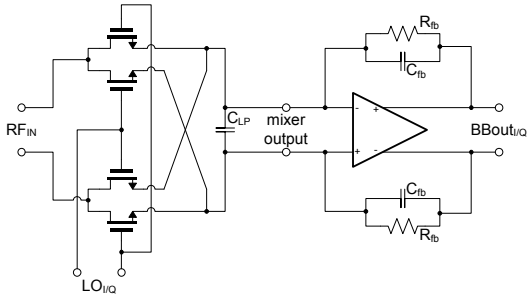 R_fb
C_fb
C_LP
mixer
output
- +
+ -
RF_IN
BBout_I/Q
C_fb
R_fb
LO_I/Q